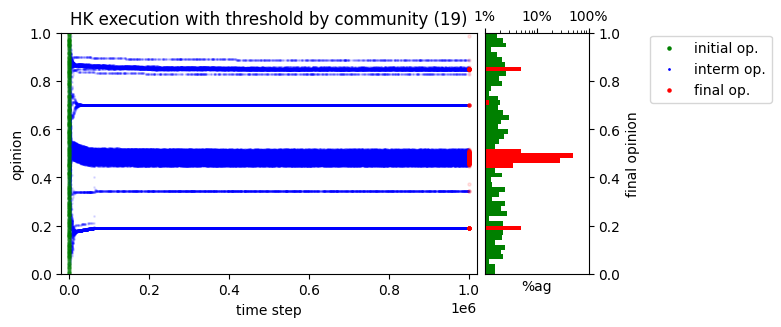 HK execution with threshold by community (19)
1% 10% 100%
1.0 0.8 0.6 0.4 0.2 0.0
opinion
0.0 0.2 0.4 0.6 0.8 1.0
1e6
time step
%ag
1.0 0.8 0.6 0.4 0.2 0.0
final opinion
initial op.
interm op.
final op.